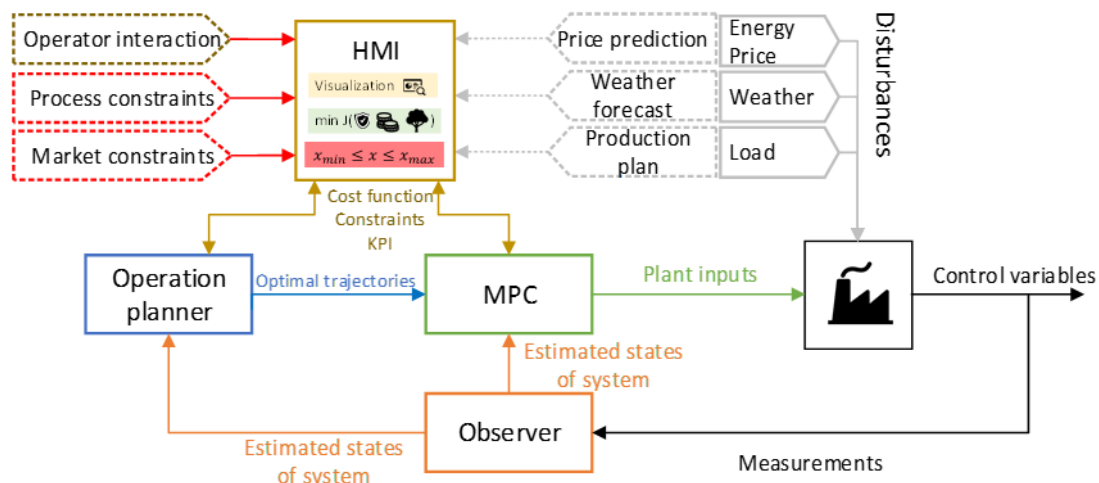 Operator interaction
Process constraints
Market constraints
HMI
Visualization
min J( )
x_min ≤ x ≤ x_max
Price prediction
Weather
forecast
Production
plan
Energy
Price
Weather
Load
Disturbances
Cost function
Constraints
KPI
Operation
planner
Optimal trajectories
MPC
Plant inputs
Control variables
Estimated states
of system
Observer
Estimated states
of system
Measurements